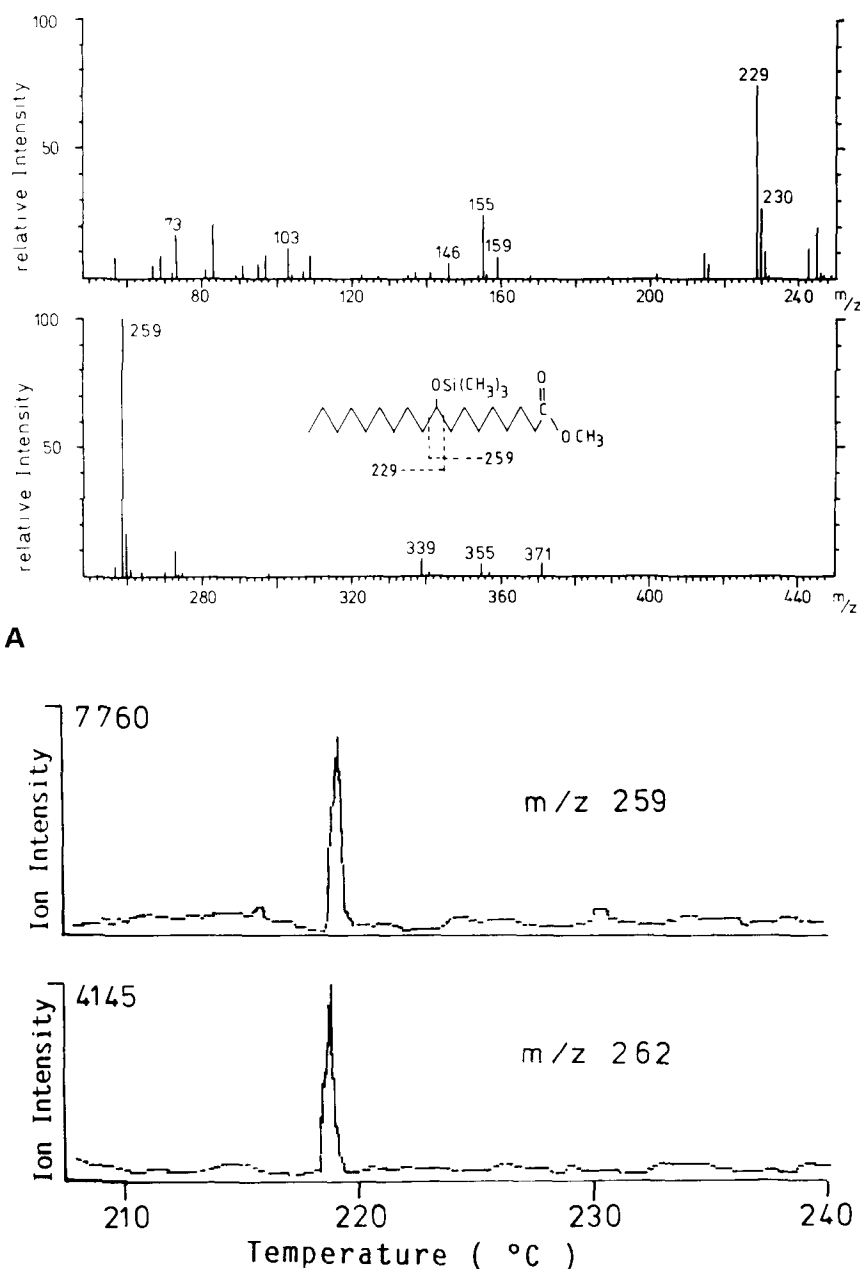 100
50
relative Intensity
73
103
146
155
159
229
230
80
120
160
200
240
m/z
100
50
relative Intensity
259
OSi(CH3)3
O
C
OCH3
259
229
339
355
371
280
320
360
400
440
m/z
A
7760
Ion Intensity
m/z 259
4145
Ion Intensity
m/z 262
210
220
230
240
Temperature ( °C )